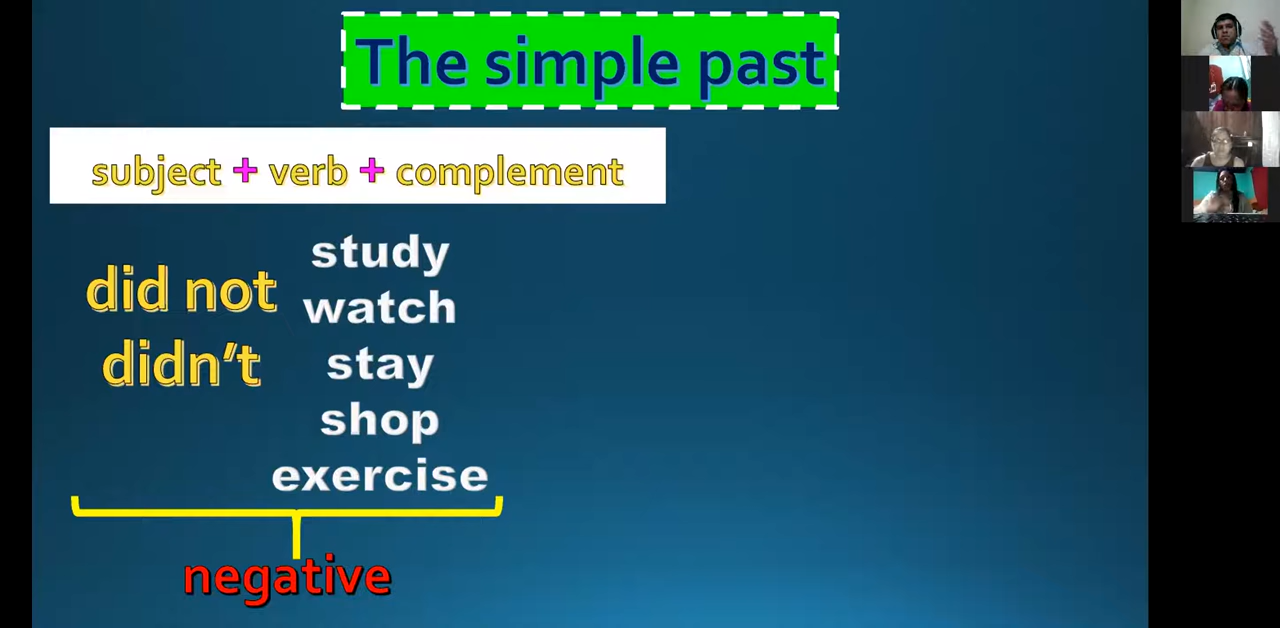 The simple past
subject + verb + complement
study
did not
watch
didn't
stay
shop
exercise
negative